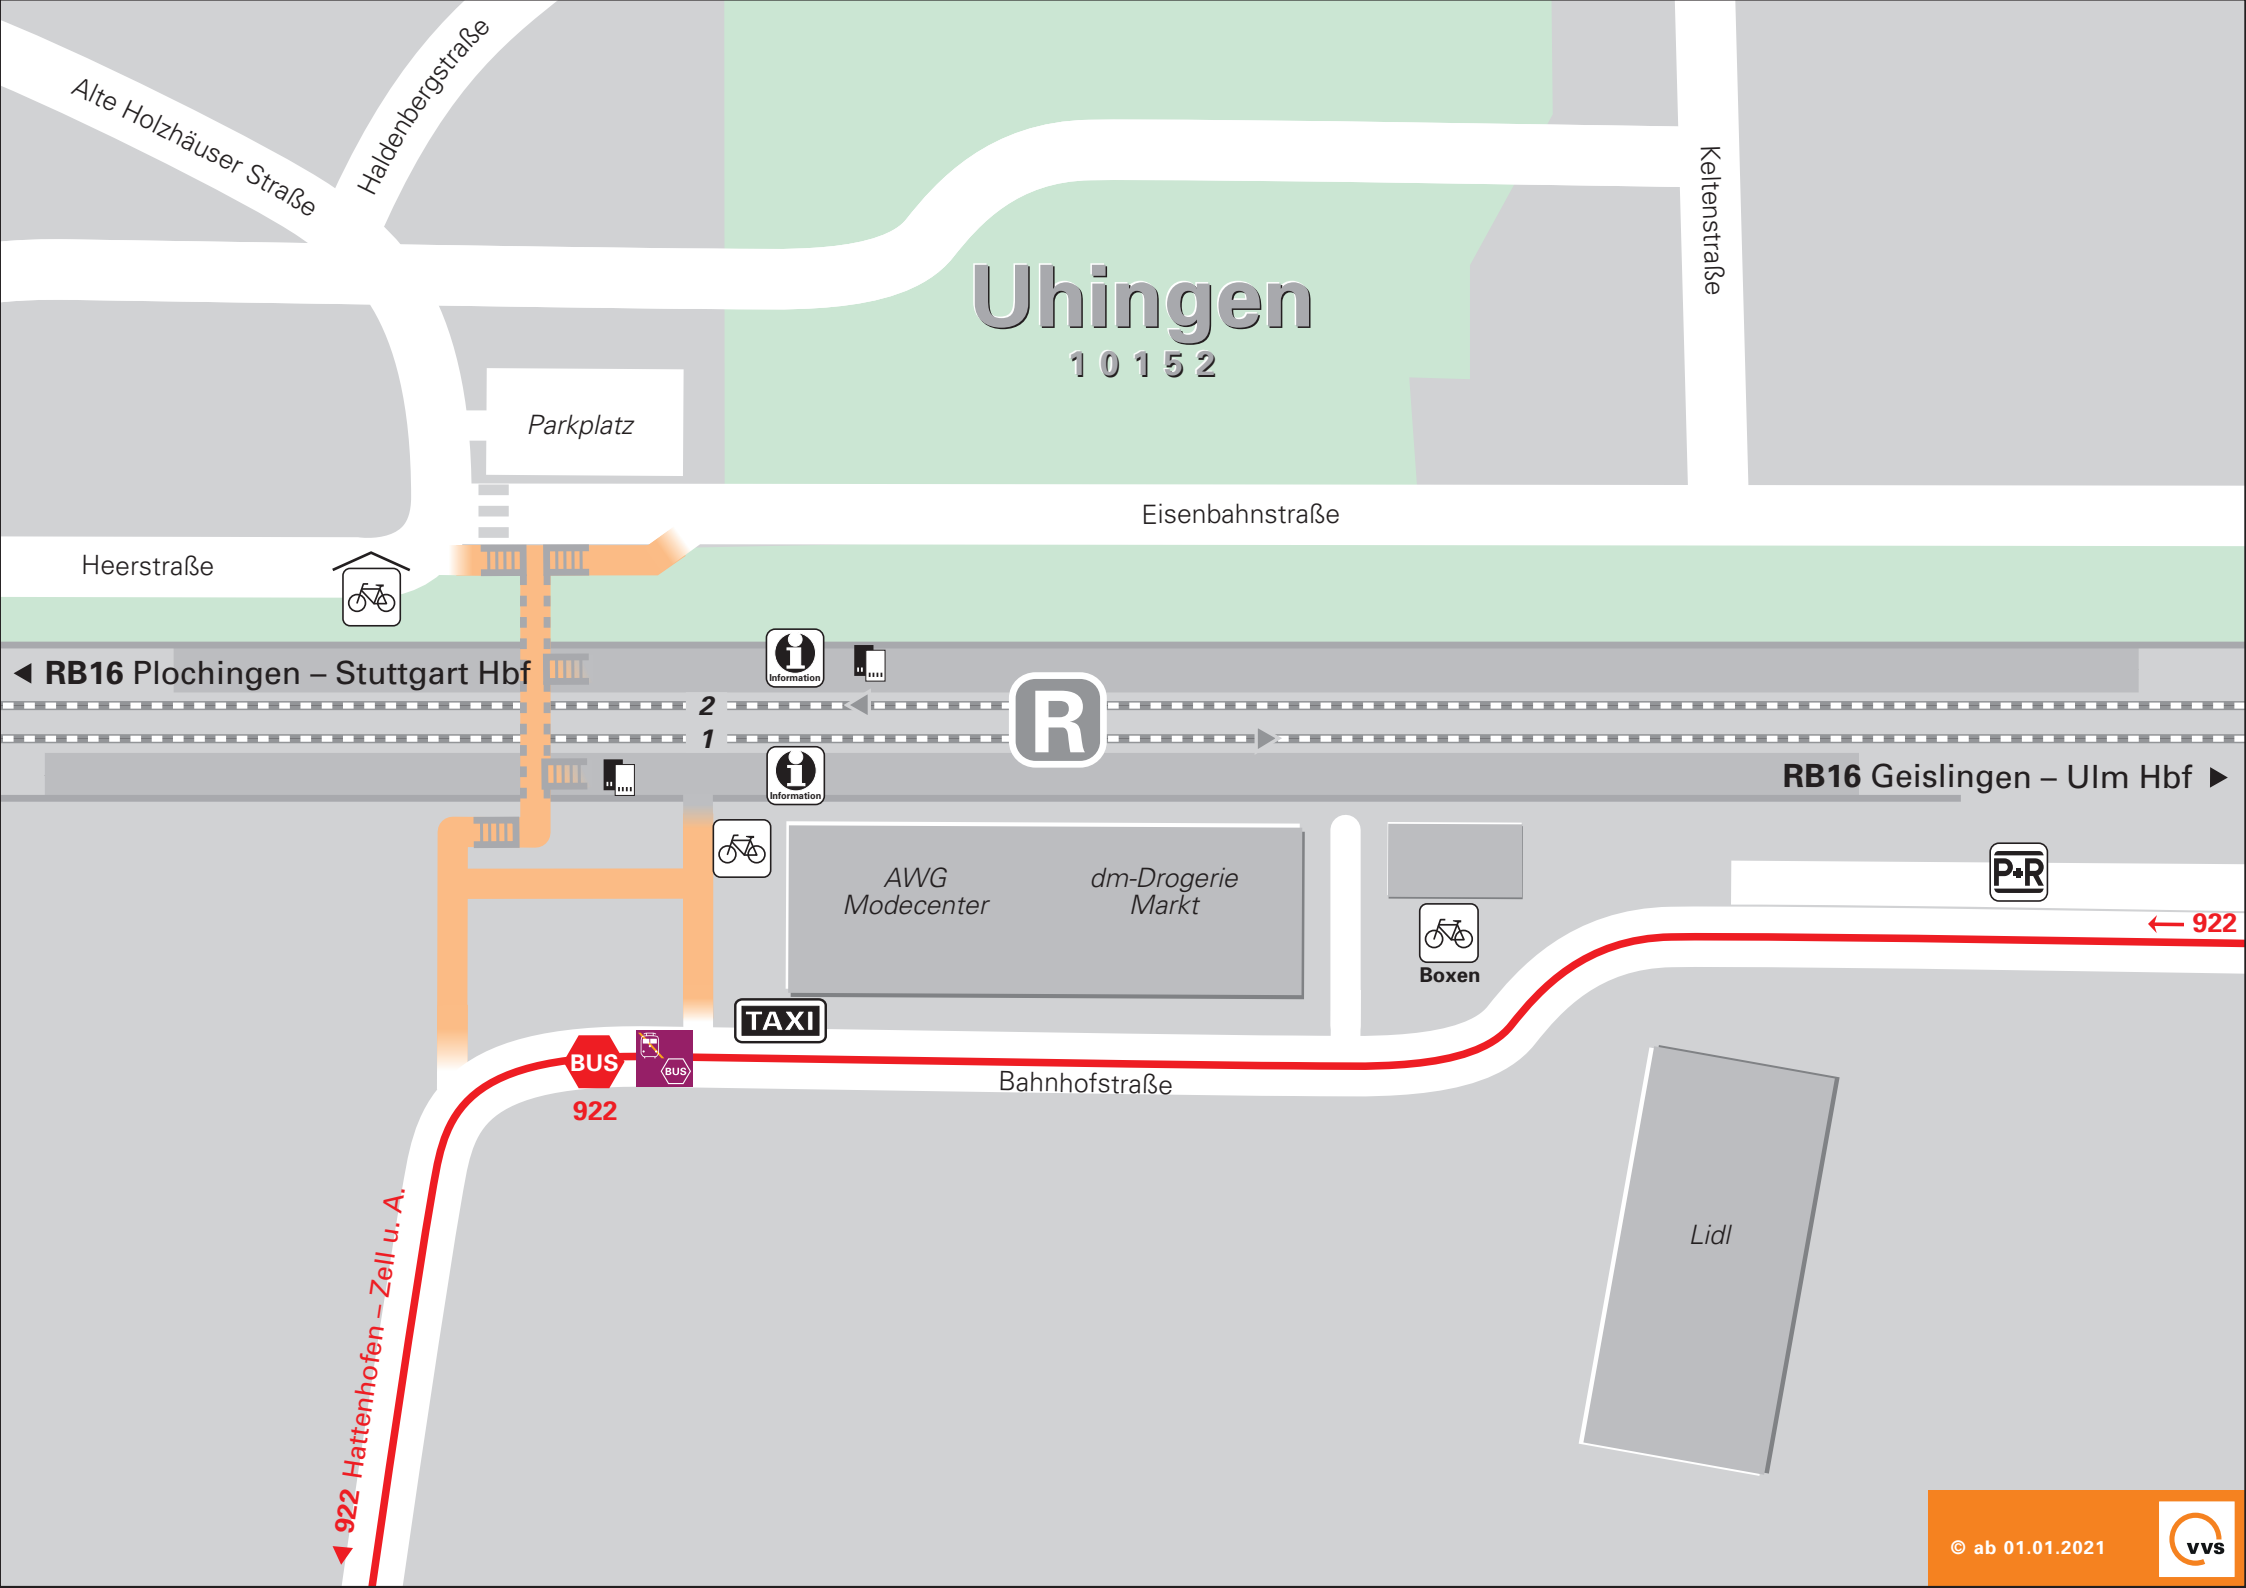 Haldenbergstraße
Alte Holzhäuser Straße
Keltenstraße
Uhingen
10152
Parkplatz
Eisenbahnstraße
Heerstraße
Information
RB16 Plochingen – Stuttgart Hbf
2
R
1
Information
RB16 Geislingen – Ulm Hbf
AWG
Modecenter
dm-Drogerie
Markt
P+R
922
Boxen
TAXI
BUS
BUS
922
Bahnhofstraße
922 Hattenhofen – Zell u. A.
Lidl
© ab 01.01.2021
VVS